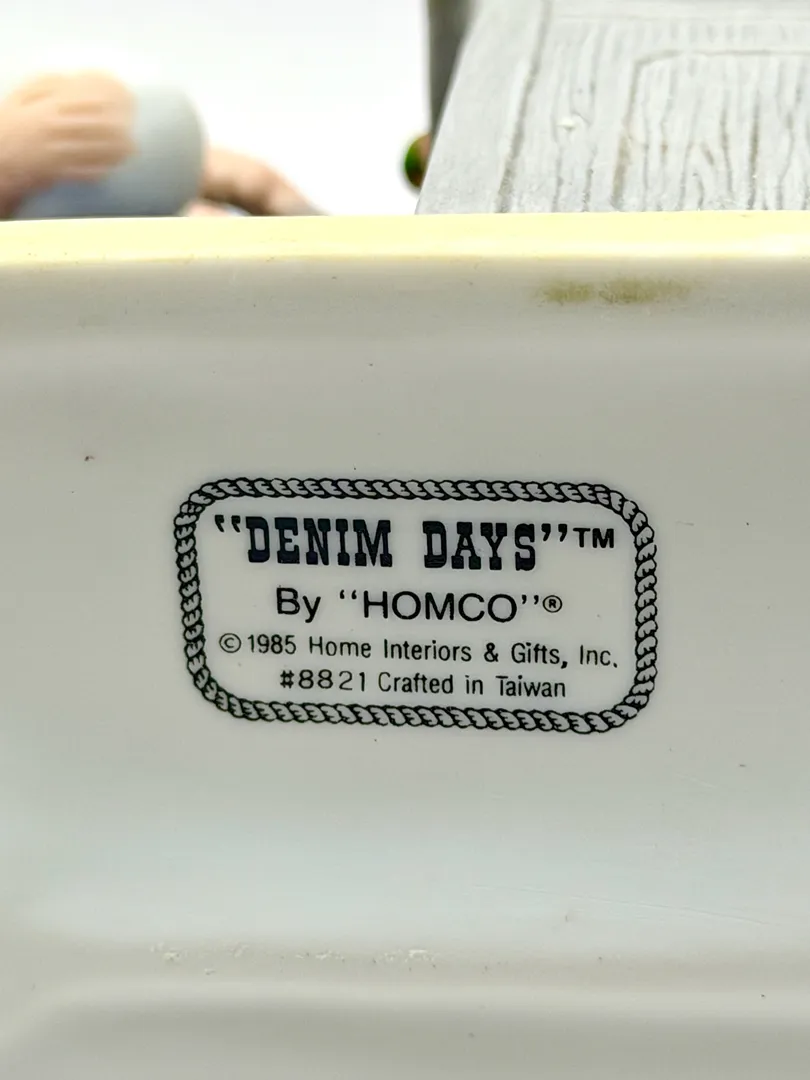 “DENIM DAYS”™
By “HOMCO”®
©1985 Home Interiors & Gifts, Inc.
#8821 Crafted in Taiwan